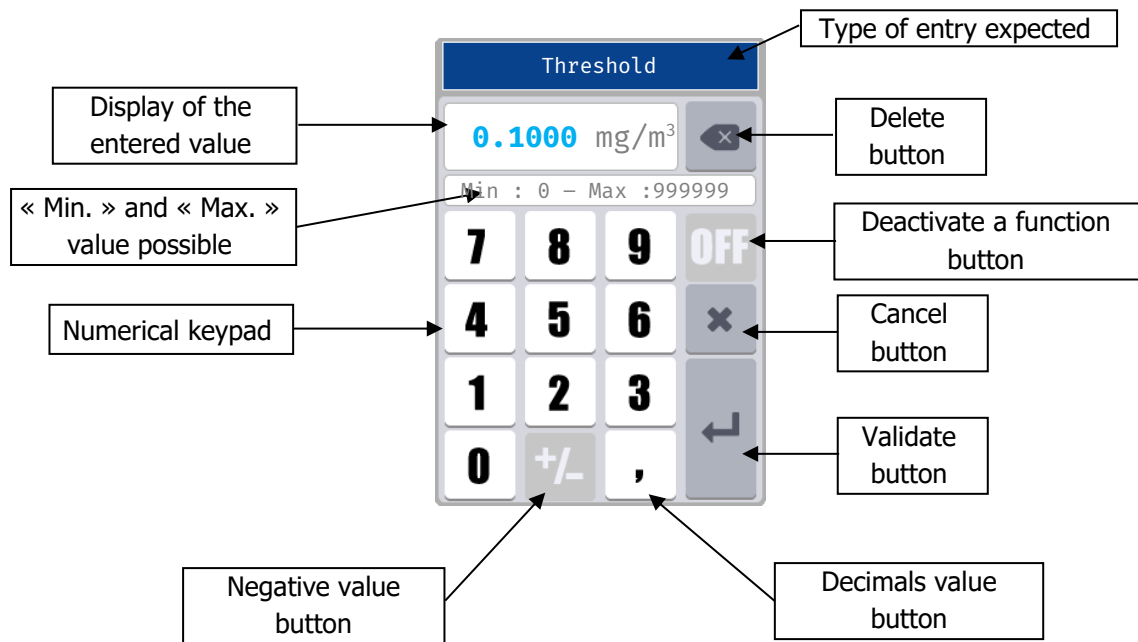 Type of entry expected
Threshold
Display of the
entered value
0.1000 mg/m³
Delete
button
Min : 0 – Max :999999
« Min. » and « Max. »
value possible
7 8 9 OFF
Deactivate a function
button
Numerical keypad
4 5 6
Cancel
button
1 2 3
0 +/- ,
Validate
button
Negative value
button
Decimals value
button